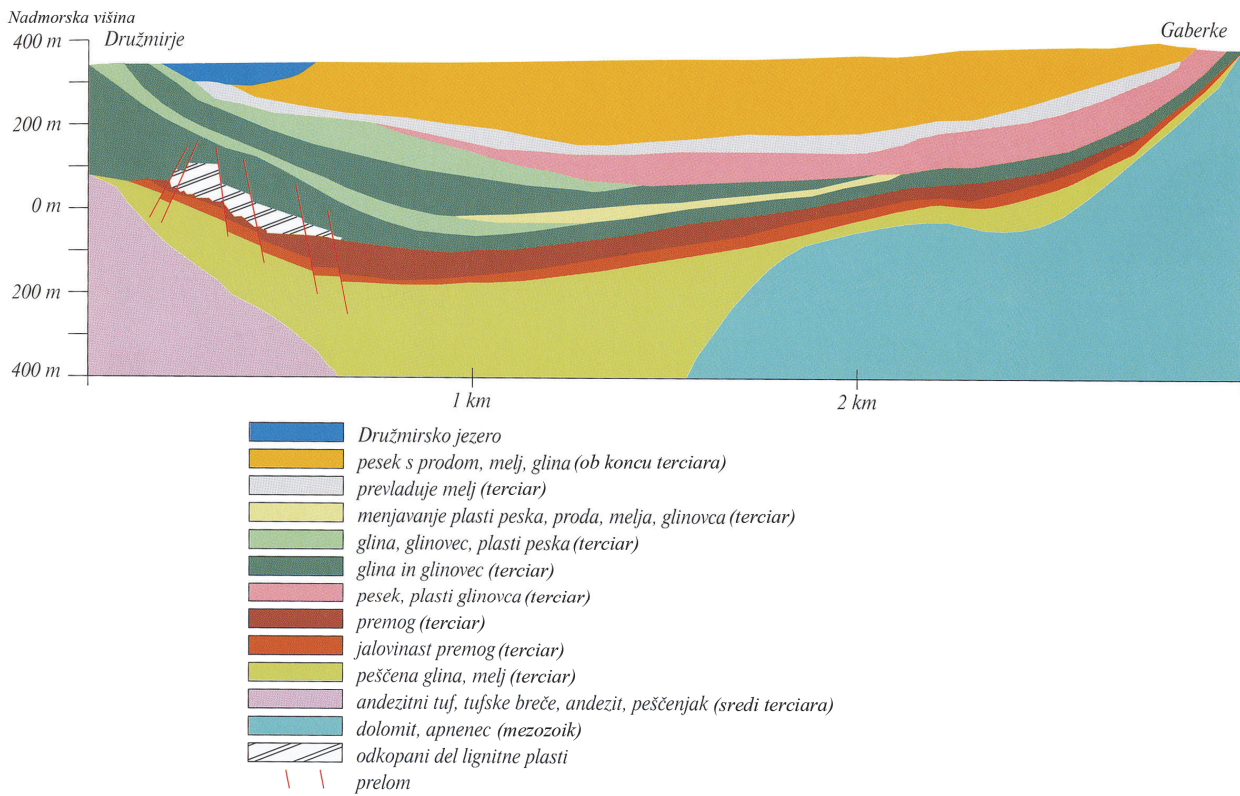 Nadmorska višina
400 m
Družmirje
Gaberke
200 m
0 m
200 m
400 m
1 km
2 km
Družmirsko jezero
pesek s prodom, melj, glina (ob koncu terciara)
prevladuje melj (terciar)
menjavanje plasti peska, proda, melja, glinovca (terciar)
glina, glinovec, plasti peska (terciar)
glina in glinovec (terciar)
pesek, plasti glinovca (terciar)
premog (terciar)
jalovinast premog (terciar)
peščena glina, melj (terciar)
andezitni tuf, tufske breče, andezit, peščenjak (sredi terciara)
dolomit, apnenec (mezozoik)
odkopani del lignitne plasti
prelom